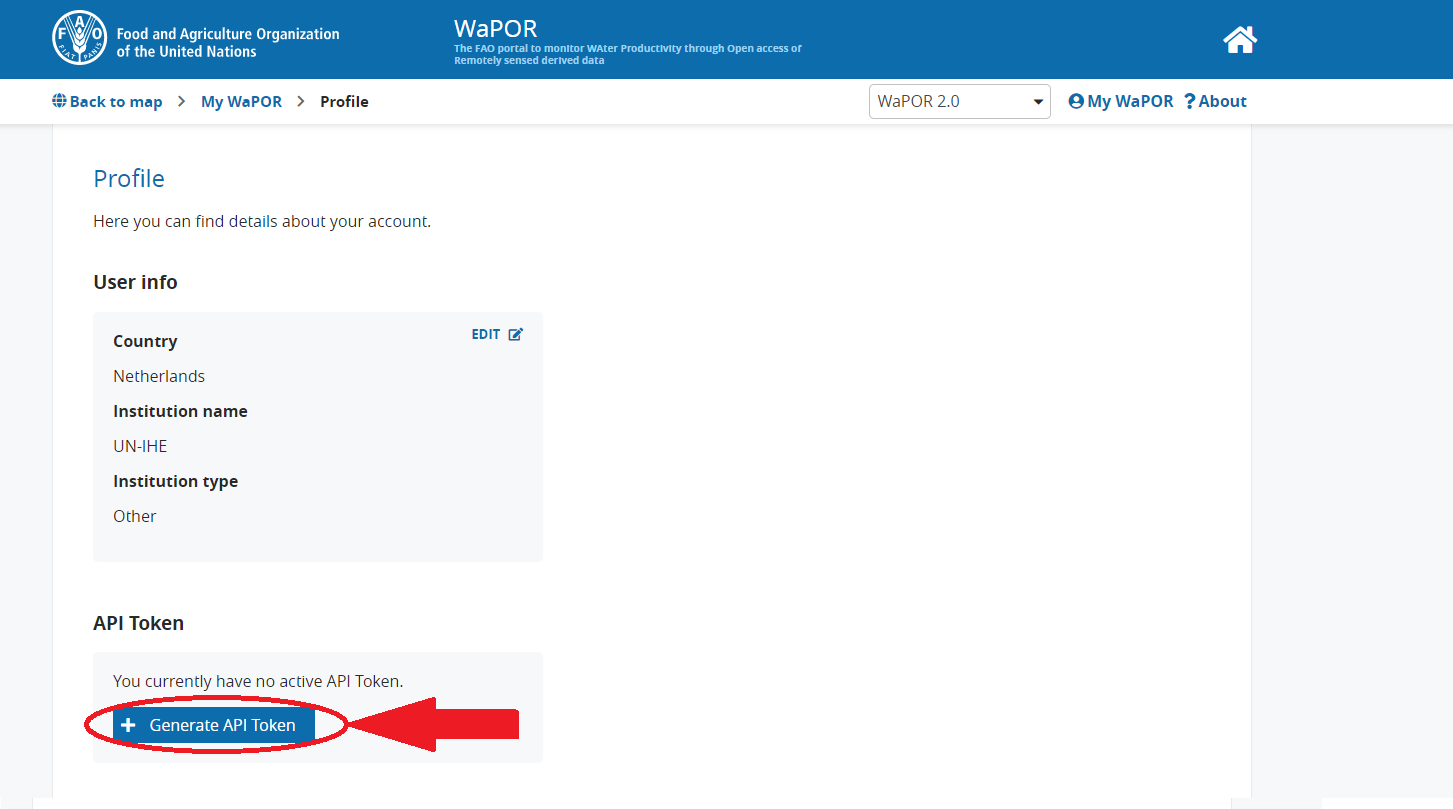 F A O
FIAT PANIS
Food and Agriculture Organization
of the United Nations
WaPOR
The FAO portal to monitor WAter Productivity through Open access of
Remotely sensed derived data
Back to map > My WaPOR > Profile
WaPOR 2.0
My WaPOR ? About
Profile
Here you can find details about your account.
User info
EDIT
Country
Netherlands
Institution name
UN-IHE
Institution type
Other
API Token
You currently have no active API Token.
+ Generate API Token